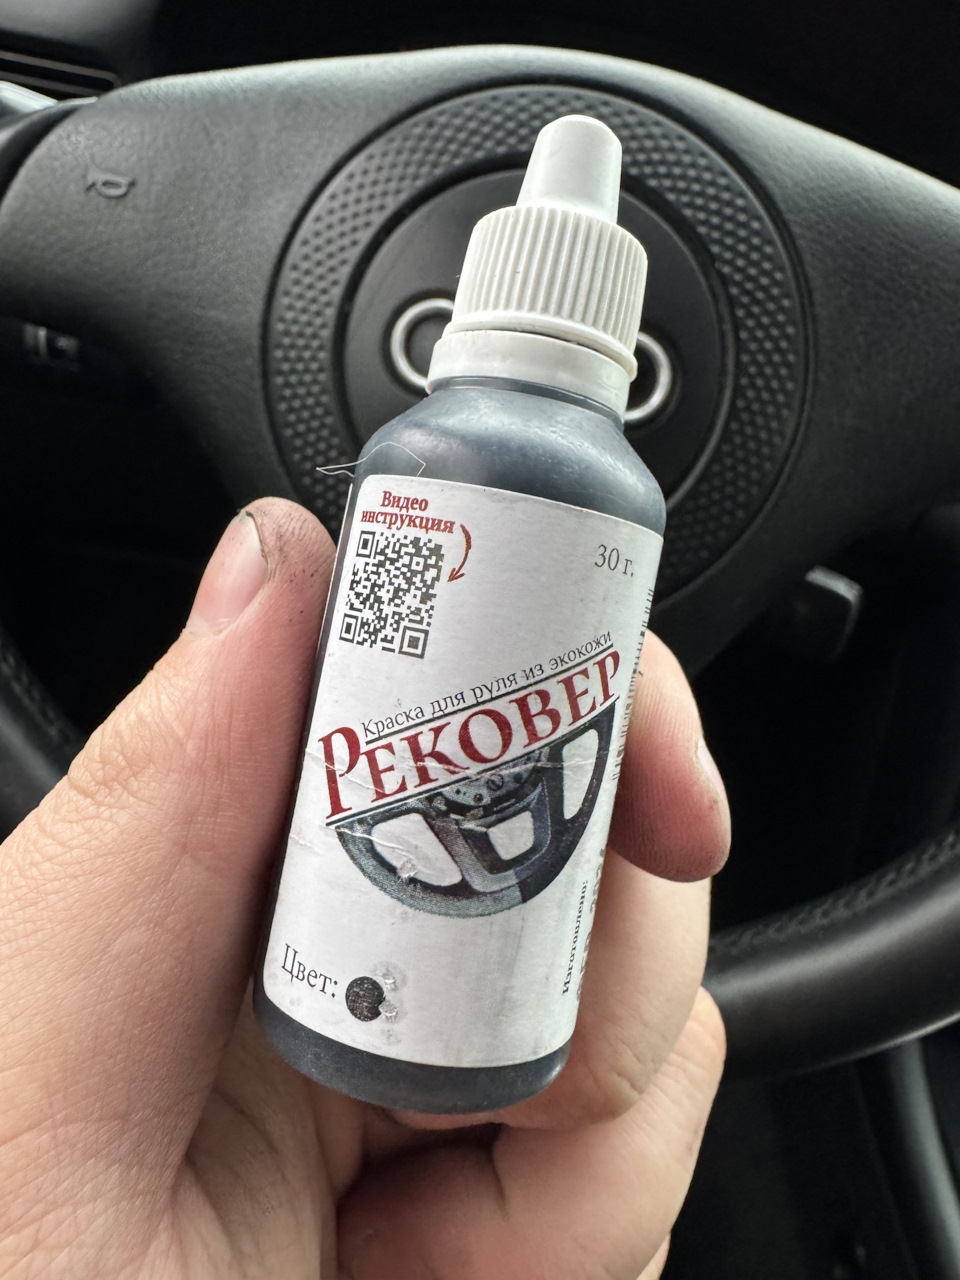 Видео
инструкция
30 г.
Краска для руля из экокожи
РЕКОВЕР
Цвет:
Изготовлено: